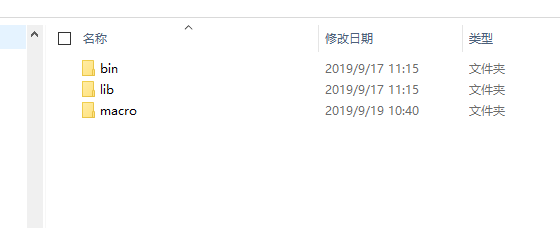 名称 修改日期 类型
bin 2019/9/17 11:15 文件夹
lib 2019/9/17 11:15 文件夹
macro 2019/9/19 10:40 文件夹